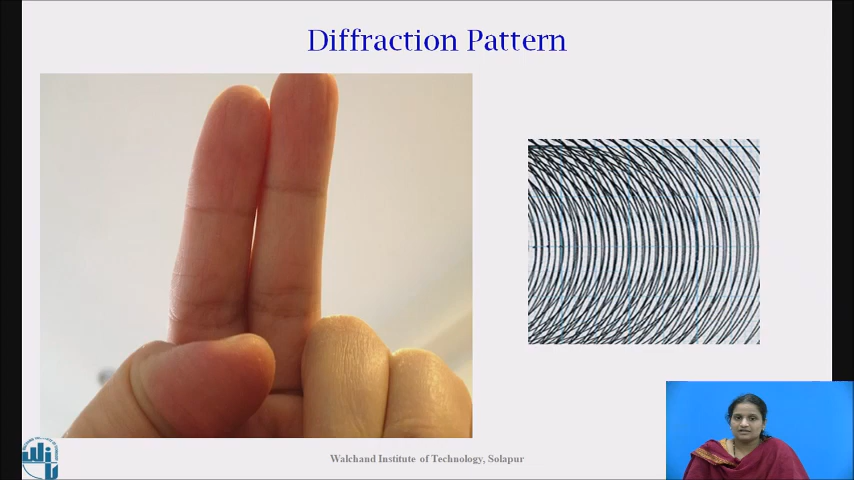 Diffraction Pattern
Walchand Institute of Technology, Solapur